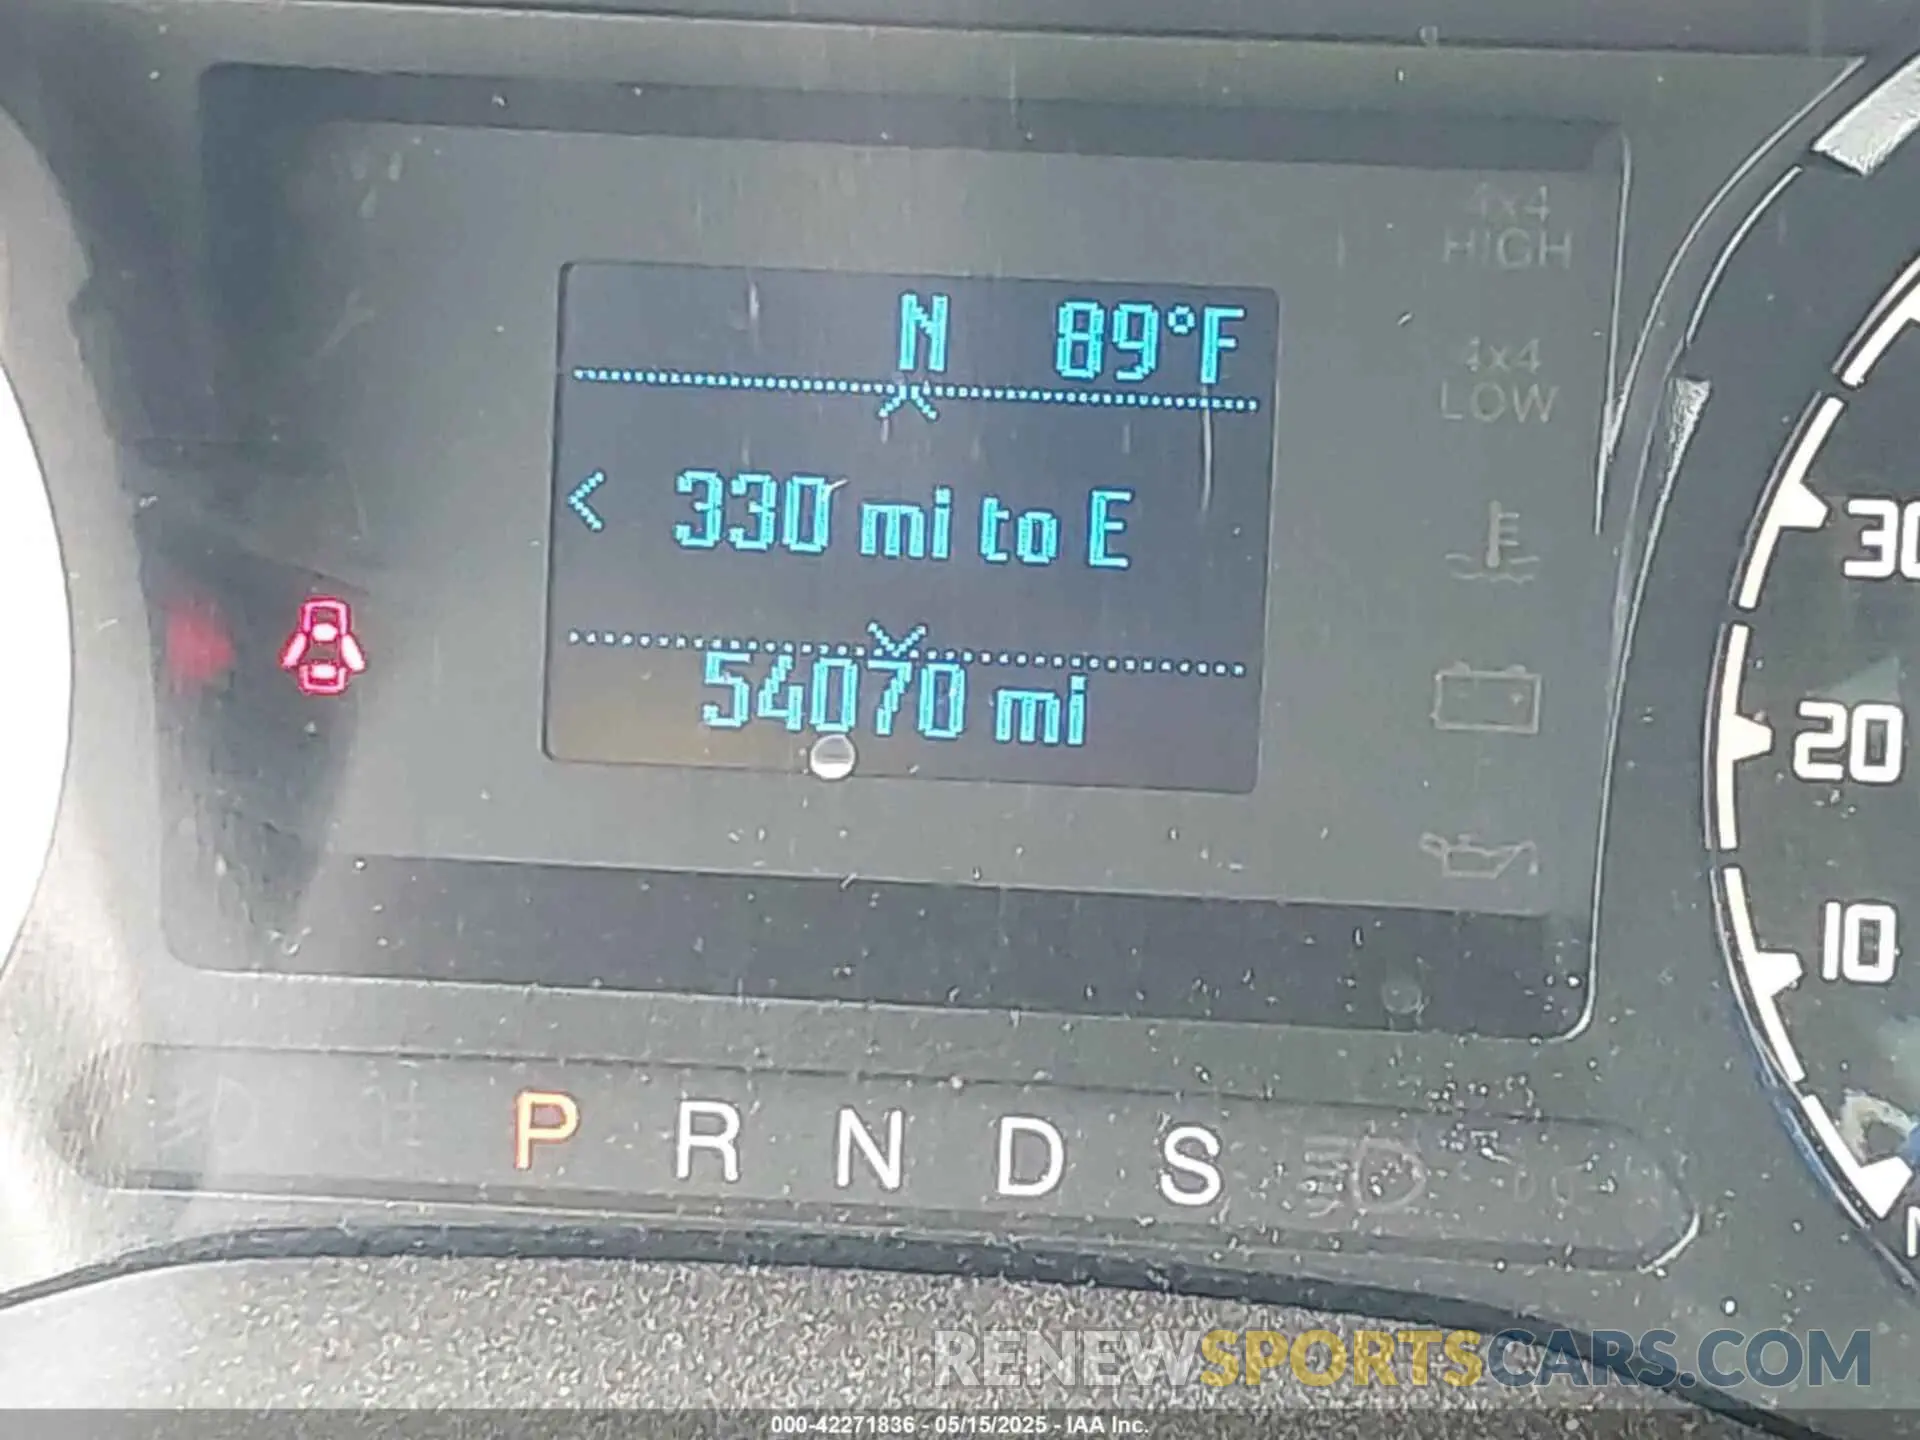 4x4
HIGH
N 89°F
4x4
LOW
< 330 mi to E
30
54070 mi
20
10
P R N D S
RENEWSPORTSCARS.COM
000-42271836 - 05/15/2025 - IAA Inc.